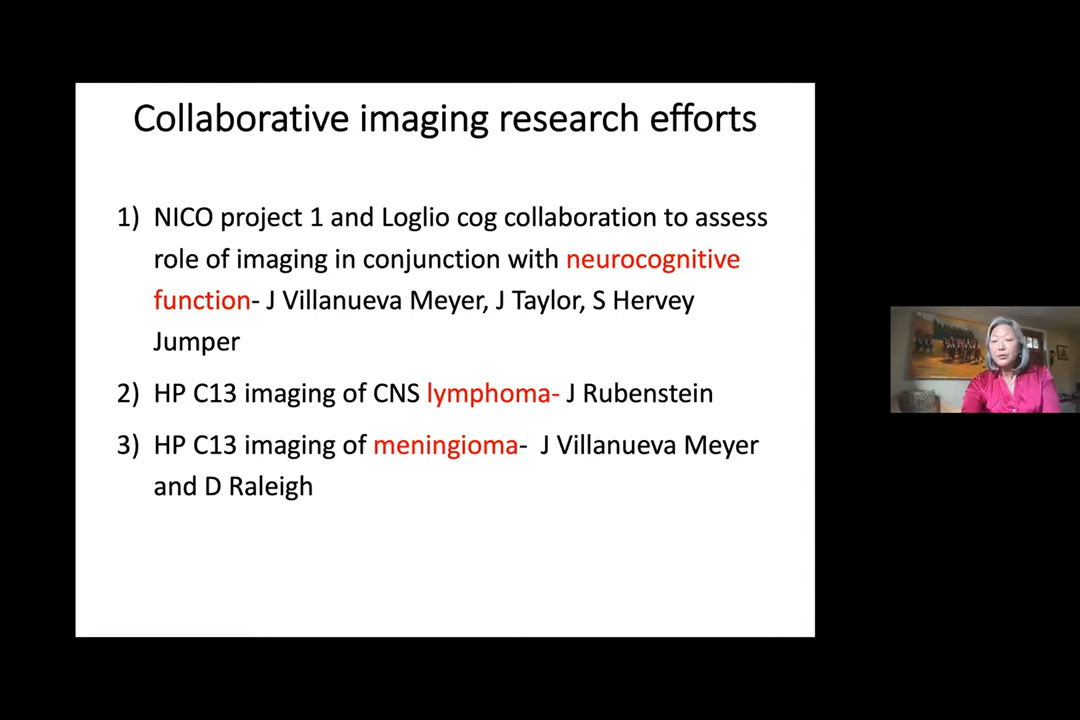 Collaborative imaging research efforts
1) NICO project 1 and Loglio cog collaboration to assess
role of imaging in conjunction with neurocognitive
function- J Villanueva Meyer, J Taylor, S Hervey
Jumper
2) HP C13 imaging of CNS lymphoma- J Rubenstein
3) HP C13 imaging of meningioma- J Villanueva Meyer
and D Raleigh